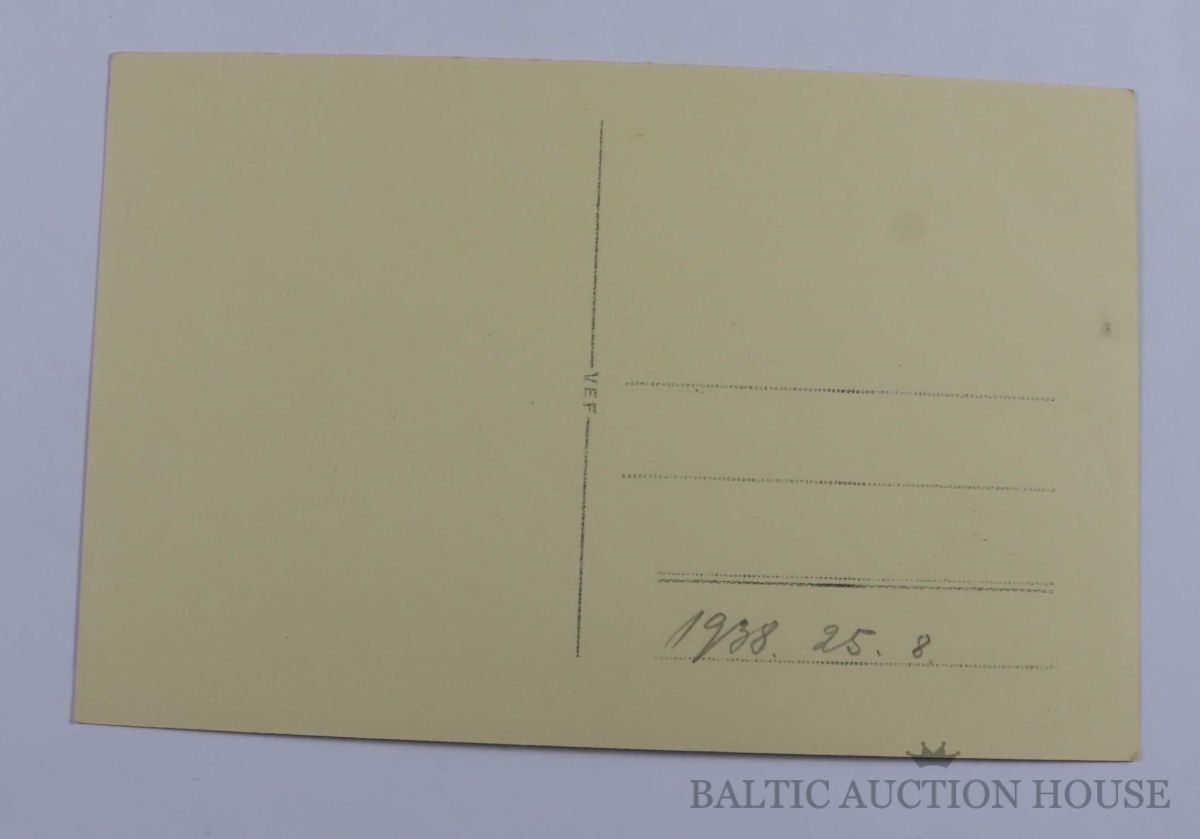 VEF
1938. 25. 8.
BALTIC AUCTION HOUSE